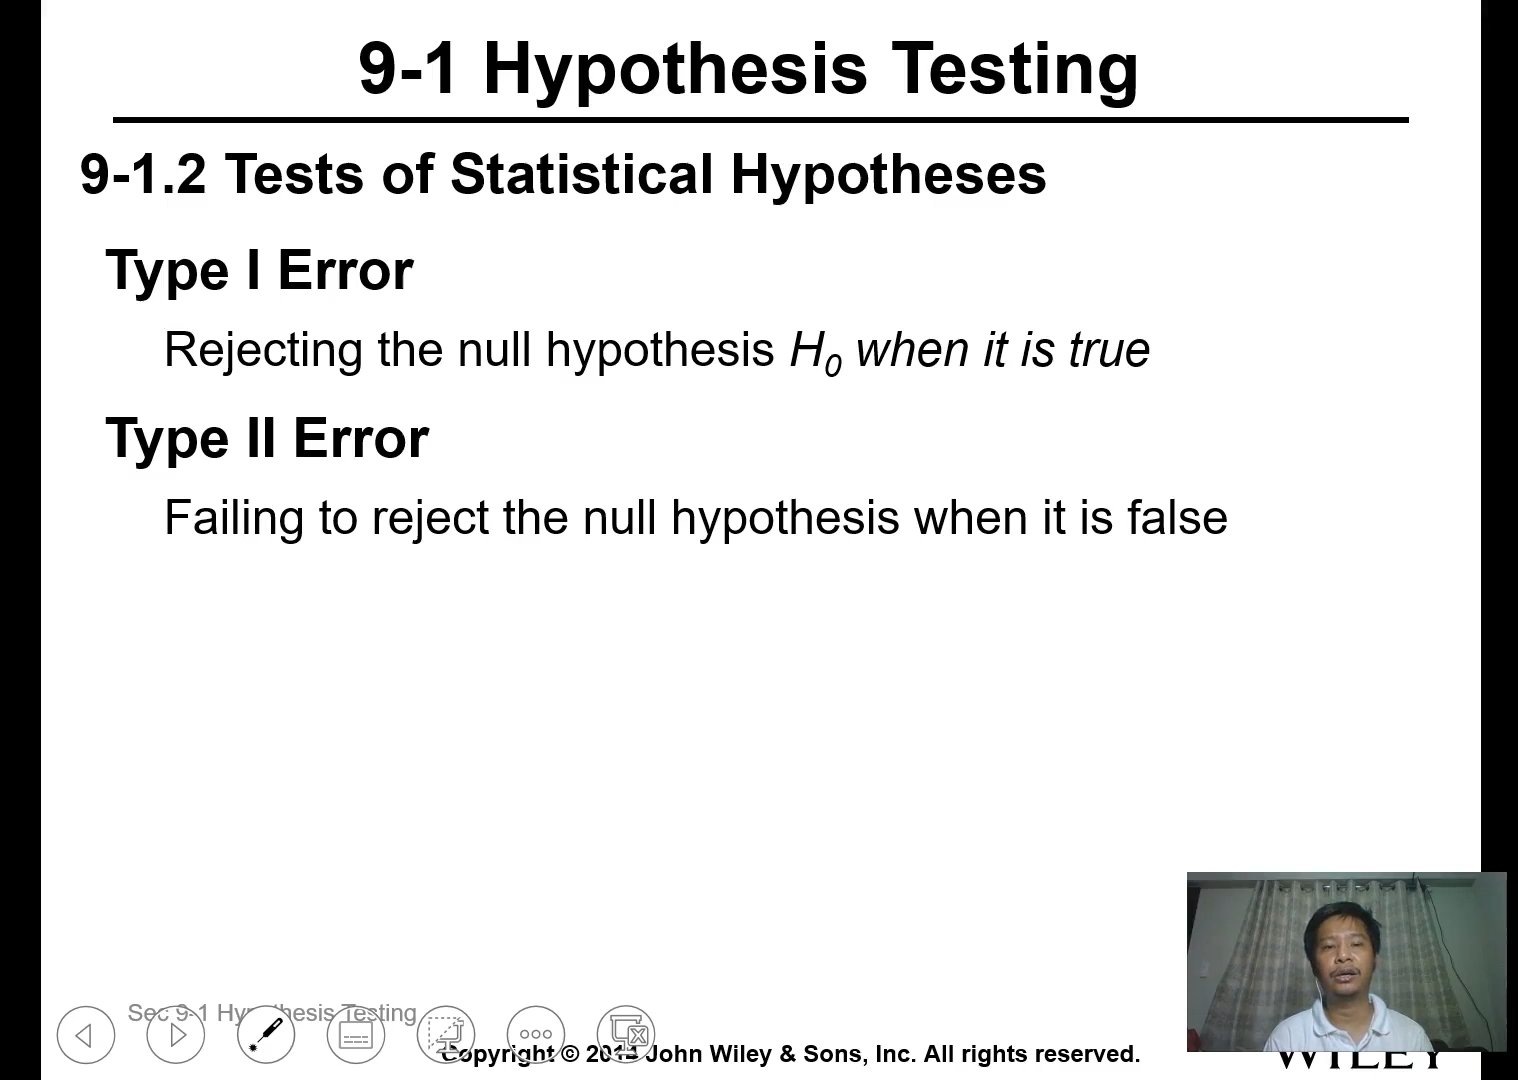 9-1 Hypothesis Testing
9-1.2 Tests of Statistical Hypotheses
Type I Error
Rejecting the null hypothesis H0 when it is true
Type II Error
Failing to reject the null hypothesis when it is false
Sec 9-1 Hypothesis Testing
Copyright © 2014 John Wiley & Sons, Inc. All rights reserved.
WILEY